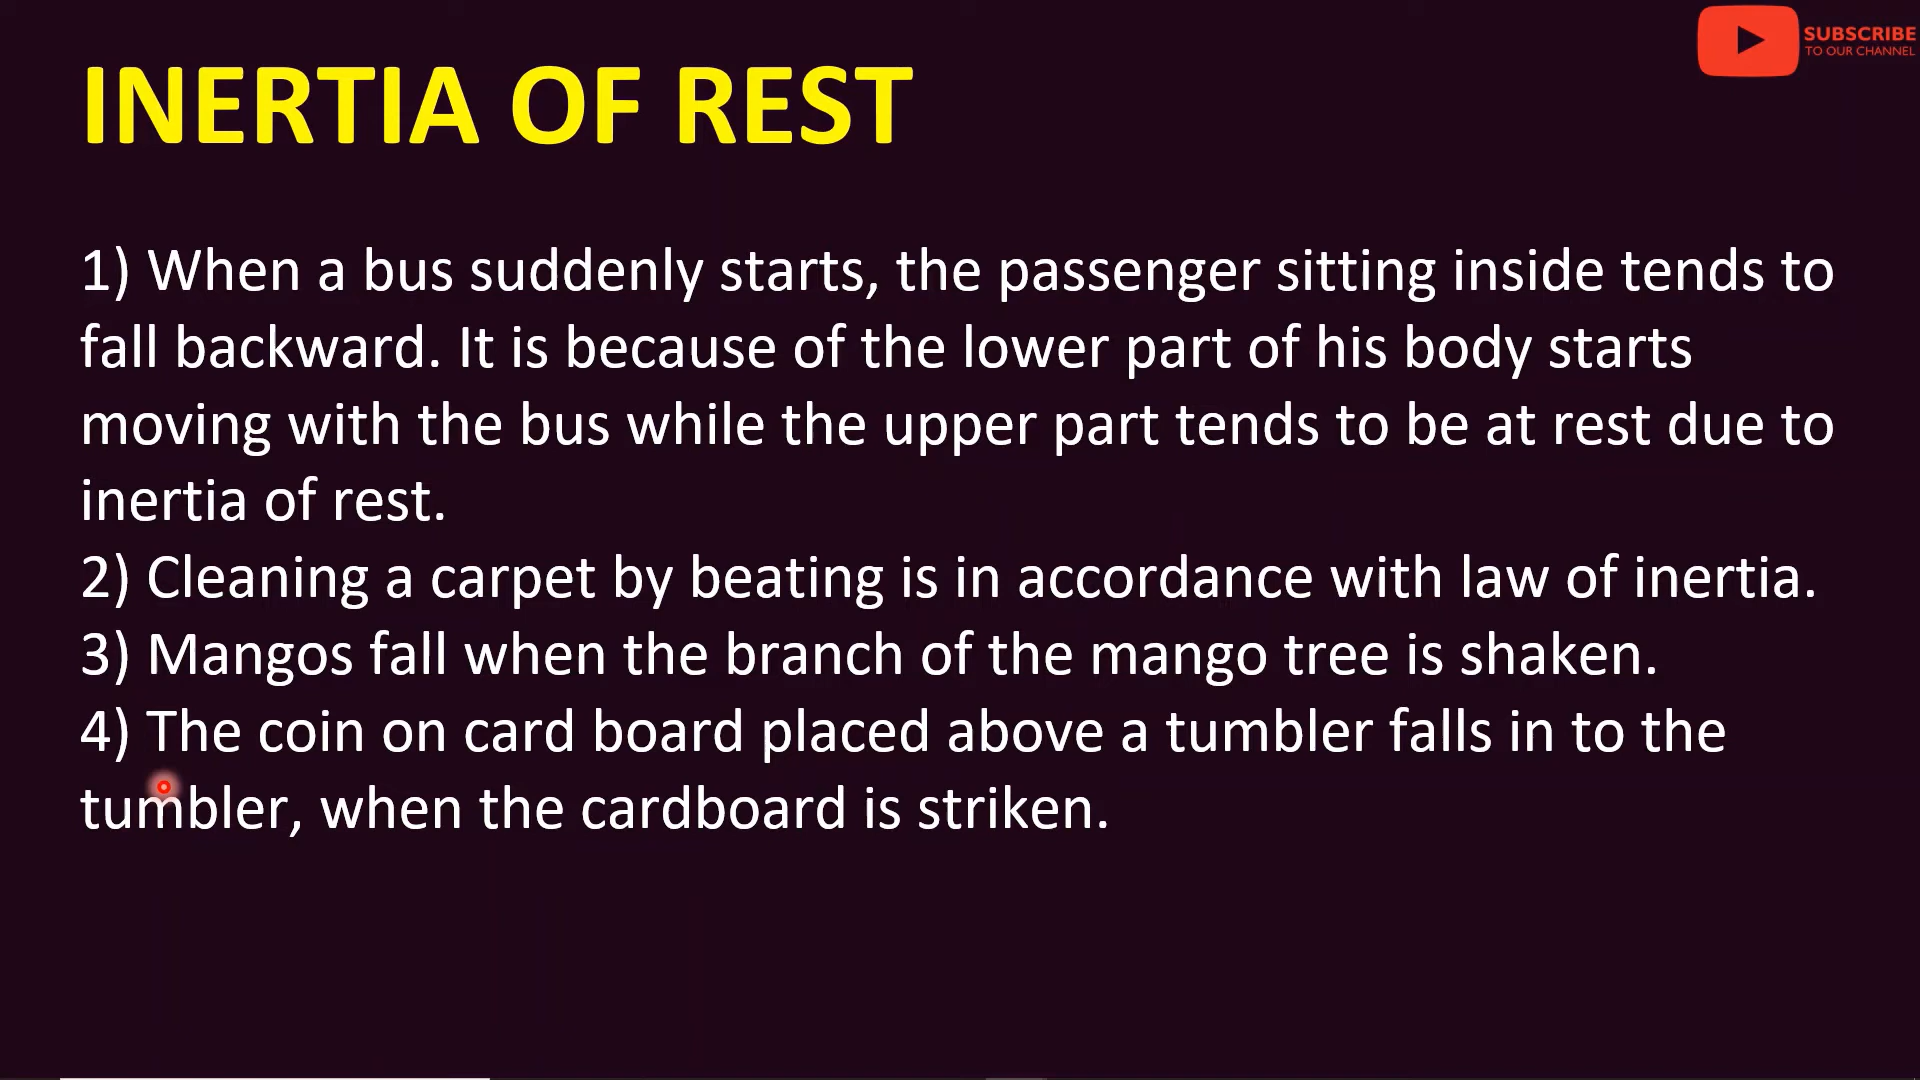 SUBSCRIBE
TO OUR CHANNEL
INERTIA OF REST
1) When a bus suddenly starts, the passenger sitting inside tends to
fall backward. It is because of the lower part of his body starts
moving with the bus while the upper part tends to be at rest due to
inertia of rest.
2) Cleaning a carpet by beating is in accordance with law of inertia.
3) Mangos fall when the branch of the mango tree is shaken.
4) The coin on card board placed above a tumbler falls in to the
tumbler, when the cardboard is striken.